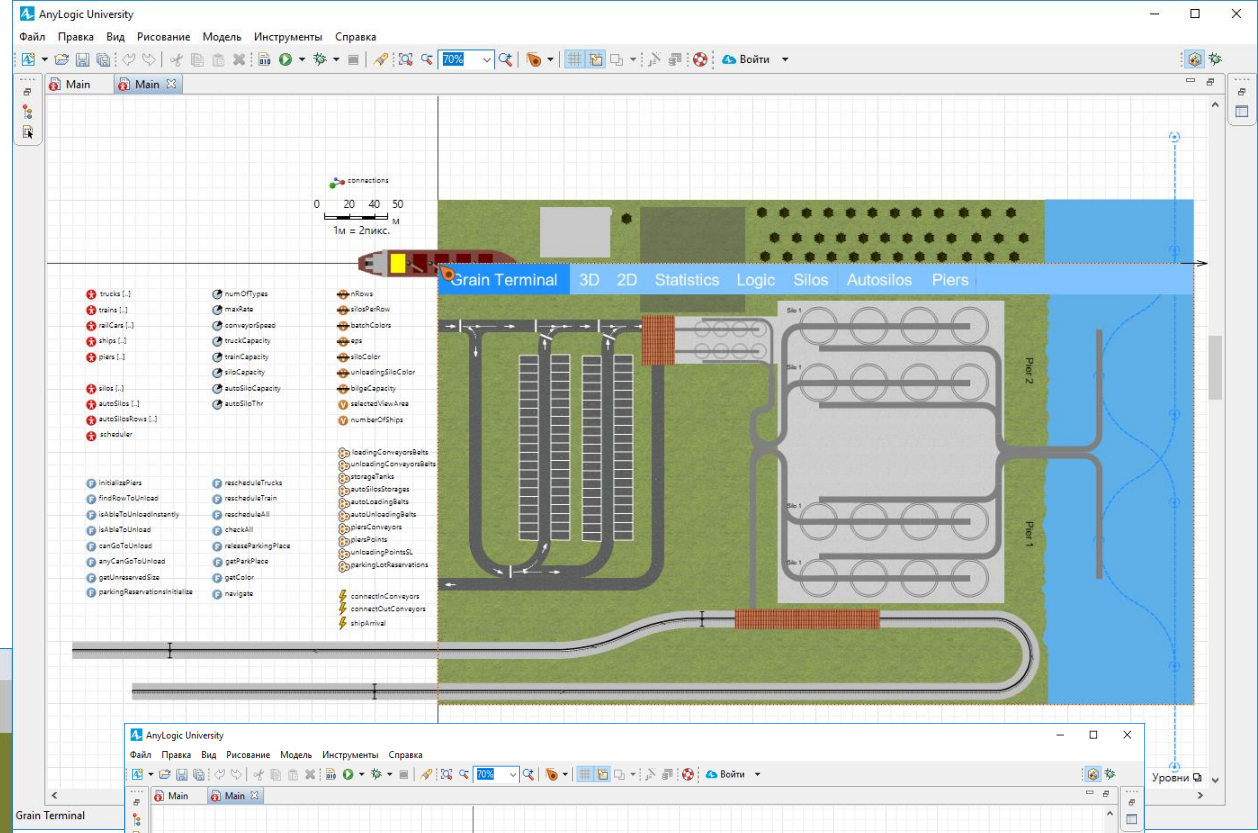 AnyLogic University
Файл Правка Вид Рисование Модель Инструменты Справка
70% Войти
Main Main
connections
0 20 40 50
м
1м = 2пикс.
Grain Terminal 3D 2D Statistics Logic Silos Autosilos Piers
trucks [..] numOfTypes nRows
trains [..] maxRate silosPerRow
railCars [..] conveyorSpeed batchColors
ships [..] truckCapacity eps
piers [..] trainCapacity siloColor
siloCapacity unloadingSiloColor
silos [..] autoSiloCapacity bilgeCapacity
autoSilos [..] autoSiloThr selectedViewArea
autoSilosRows [..] numberOfShips
scheduler
loadingConveyorsBelts
unloadingConveyorsBelts
storageTanks
autoSilosStorages
autoLoadingBelts
autoUnloadingBelts
piersConveyors
piersPoints
unloadingPointsSL
parkingLotReservations
initializePiers rescheduleTrucks
findRowToUnload rescheduleTrain
isAbleToUnloadInstantly rescheduleAll
isAbleToUnload checkAll
canGoToUnload releaseParkingPlace
anyCanGoToUnload getParkPlace
getUnreservedSize getColor
parkingReservationsInitialize navigate
connectInConveyors
connectOutConveyors
shipArrival
Silo 1
Silo 1
Silo 1
Silo 1
Pier 2
Pier 1
Уровни
Grain Terminal
AnyLogic University
Файл Правка Вид Рисование Модель Инструменты Справка
70% Войти
Main Main